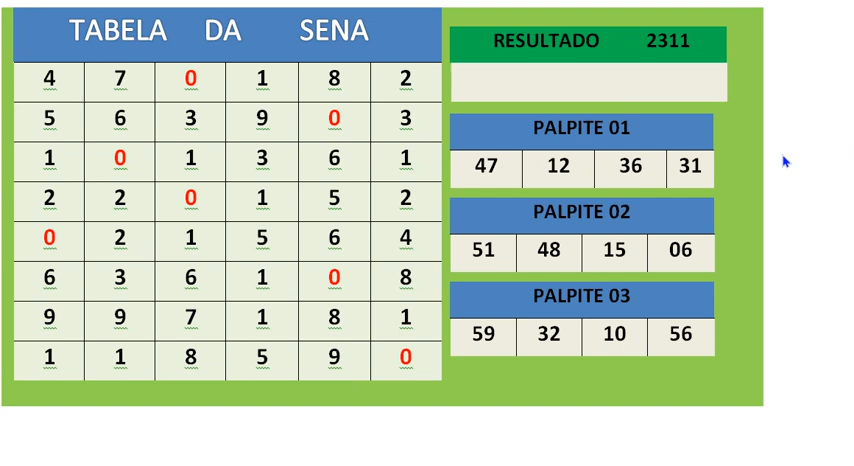 TABELA DA SENA
4 7 0 1 8 2
5 6 3 9 0 3
1 0 1 3 6 1
2 2 0 1 5 2
0 2 1 5 6 4
6 3 6 1 0 8
9 9 7 1 8 1
1 1 8 5 9 0
RESULTADO 2311
PALPITE 01
47 12 36 31
PALPITE 02
51 48 15 06
PALPITE 03
59 32 10 56